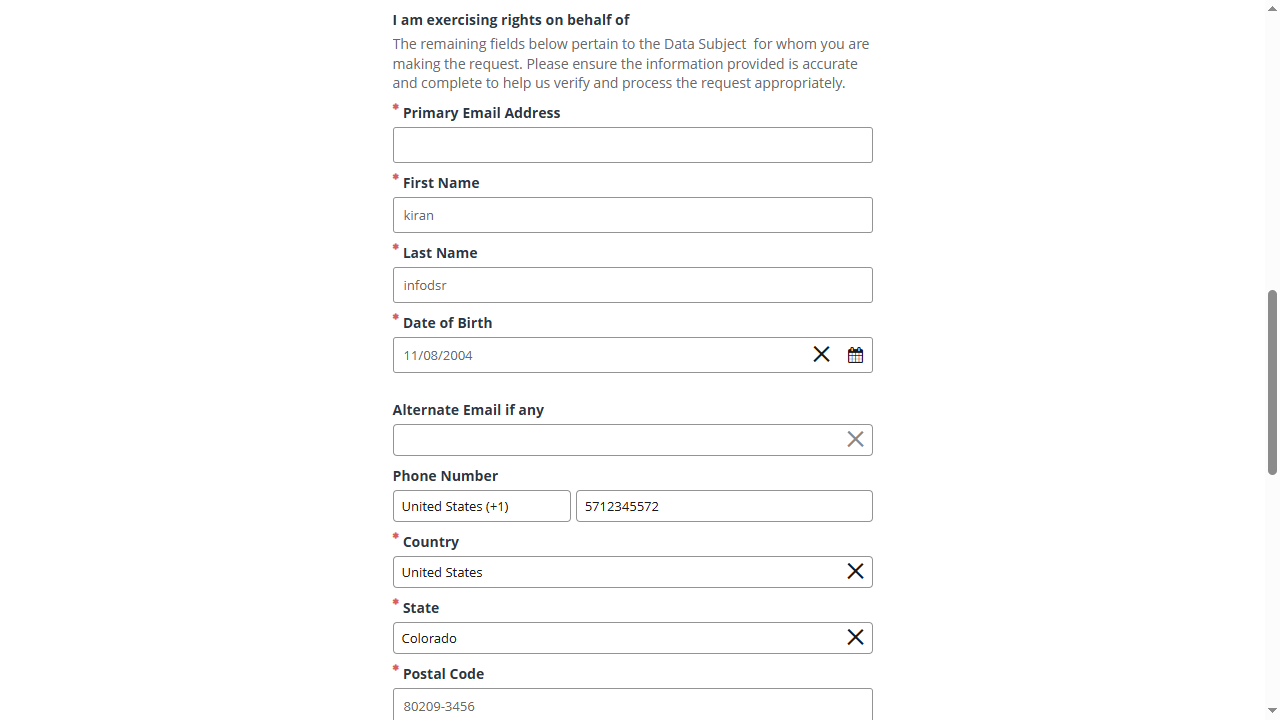 I am exercising rights on behalf of
The remaining fields below pertain to the Data Subject  for whom you are
making the request. Please ensure the information provided is accurate
and complete to help us verify and process the request appropriately.
* Primary Email Address
* First Name
kiran
* Last Name
infodsr
* Date of Birth
11/08/2004
Alternate Email if any
Phone Number
United States (+1) 5712345572
* Country
United States
* State
Colorado
* Postal Code
80209-3456